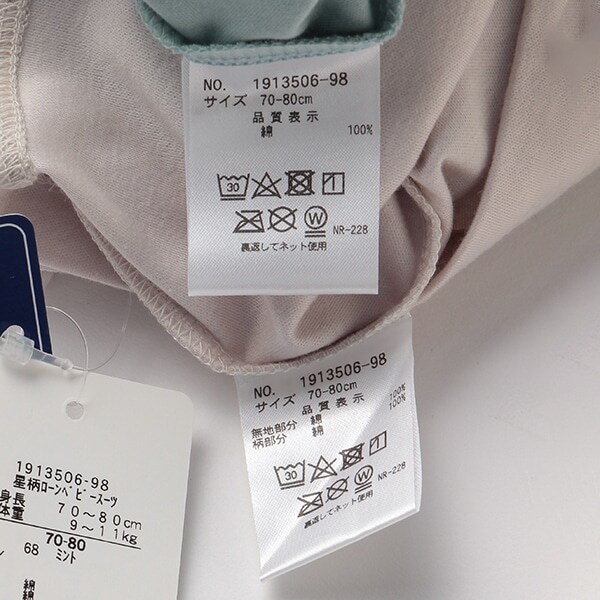 NO. 1913506-98
サイズ 70-80cm
品質表示
綿 100%
30
W
NR-228
裏返してネット使用
NO. 1913506-98
サイズ 70-80cm
品質表示
無地部分 綿 100%
柄部分 綿 100%
30
W
NR-228
裏返してネット使用
1913506-98
星柄ローンベビースーツ
身長 70～80cm
体重 9～11kg
70-80
68 ミント
綿
綿